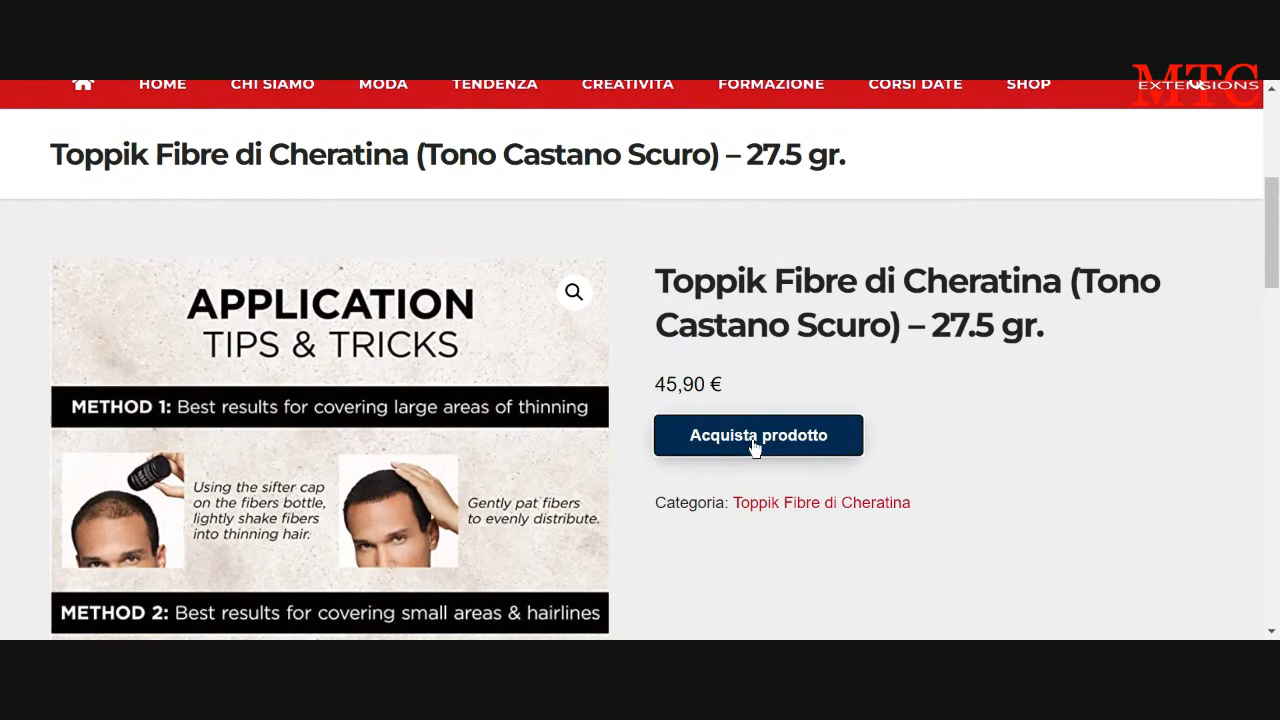 MTC
EXTENSIONS
HOME CHI SIAMO MODA TENDENZA CREATIVITÀ FORMAZIONE CORSI DATE SHOP
Toppik Fibre di Cheratina (Tono Castano Scuro) – 27.5 gr.
APPLICATION
TIPS & TRICKS
METHOD 1: Best results for covering large areas of thinning
Using the sifter cap
on the fibers bottle,
lightly shake fibers
into thinning hair.
Gently pat fibers
to evenly distribute.
METHOD 2: Best results for covering small areas & hairlines
Toppik Fibre di Cheratina (Tono
Castano Scuro) – 27.5 gr.
45,90 €
Acquista prodotto
Categoria: Toppik Fibre di Cheratina